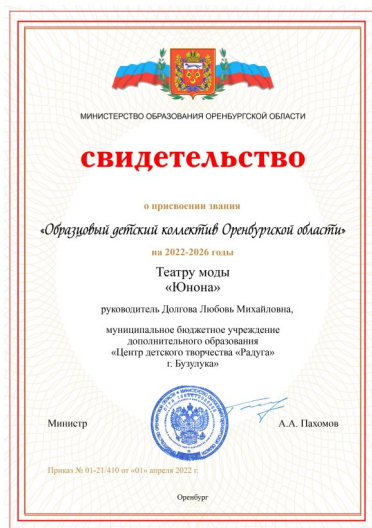 МИНИСТЕРСТВО ОБРАЗОВАНИЯ ОРЕНБУРГСКОЙ ОБЛАСТИ
свидетельство
о присвоении звания
«Образцовый детский коллектив Оренбургской области»
на 2022-2026 годы
Театру моды
«Юнона»
руководитель Долгова Любовь Михайловна,
муниципальное бюджетное учреждение
дополнительного образования
«Центр детского творчества «Радуга»
г. Бузулука»
Министр А.А. Пахомов
Приказ № 01-21/410 от «01» апреля 2022 г.
Оренбург